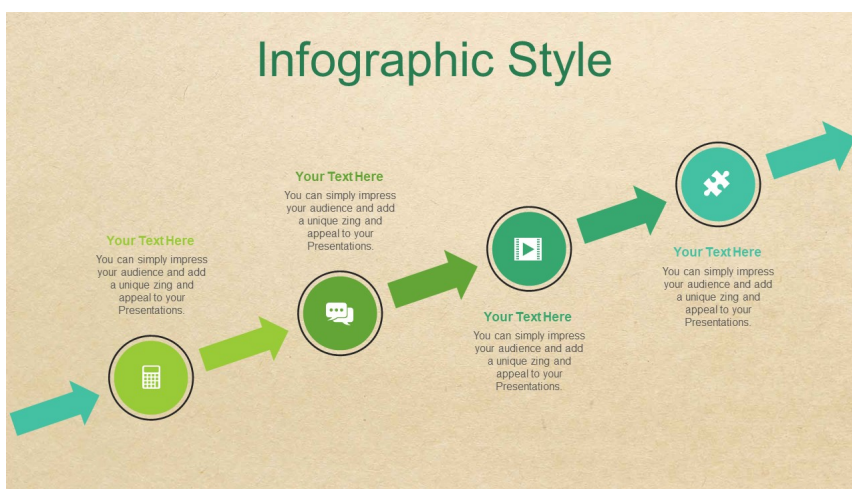 Infographic Style
Your Text Here
You can simply impress
your audience and add
a unique zing and
appeal to your
Presentations.
Your Text Here
You can simply impress
your audience and add
a unique zing and
appeal to your
Presentations.
Your Text Here
You can simply impress
your audience and add
a unique zing and
appeal to your
Presentations.
Your Text Here
You can simply impress
your audience and add
a unique zing and
appeal to your
Presentations.